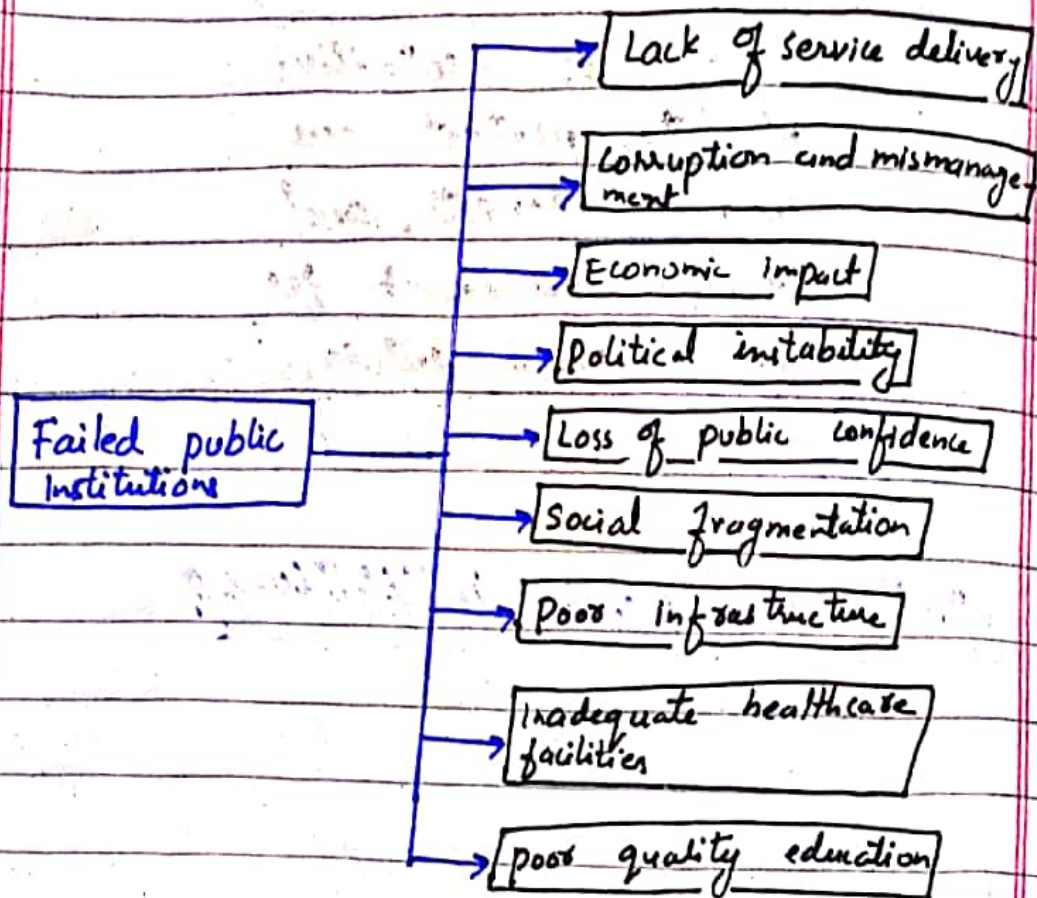 Lack of service delivery
Corruption and mismanage-
ment
Economic impact
Political instability
Failed public
Institutions
Loss of public confidence
Social fragmentation
Poor infrastructure
Inadequate healthcare
facilities
Poor quality education